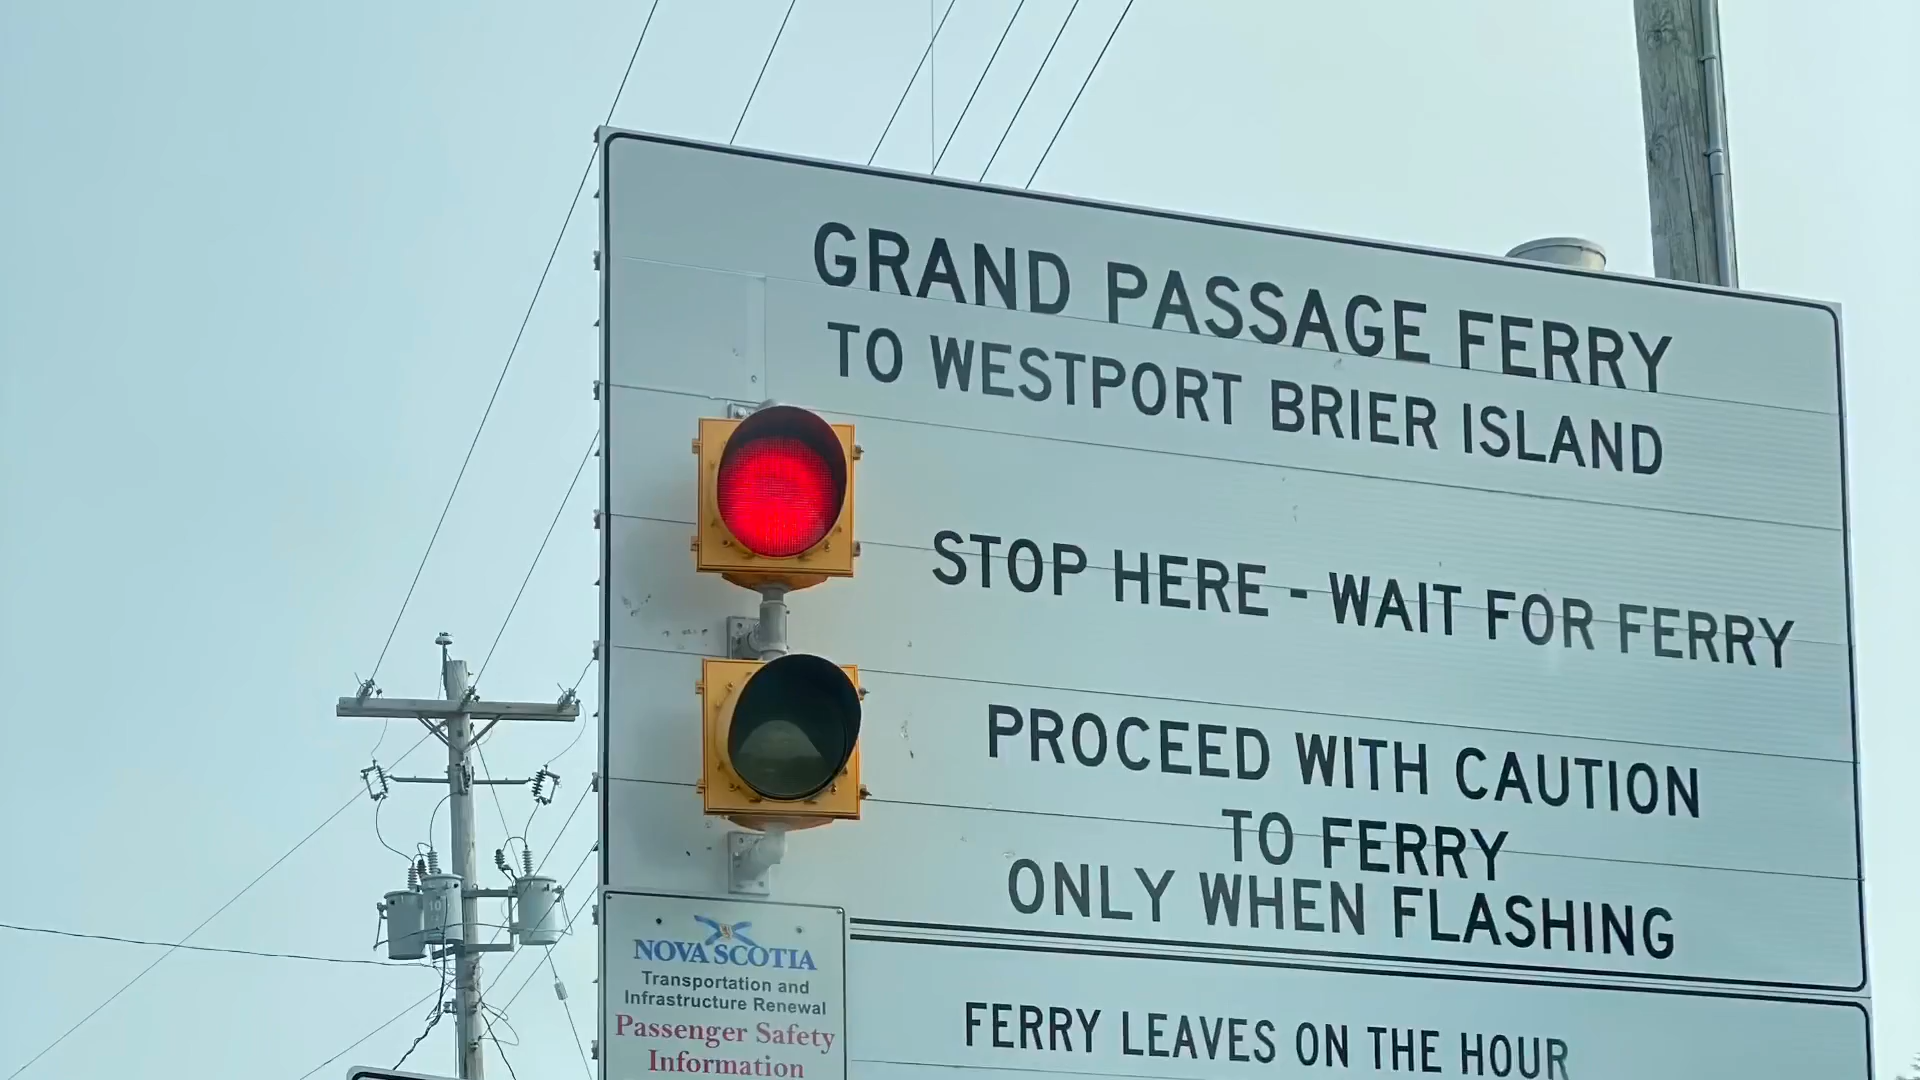 GRAND PASSAGE FERRY
TO WESTPORT BRIER ISLAND
STOP HERE - WAIT FOR FERRY
PROCEED WITH CAUTION
TO FERRY
ONLY WHEN FLASHING
FERRY LEAVES ON THE HOUR
NOVA SCOTIA
Transportation and
Infrastructure Renewal
Passenger Safety
Information
10